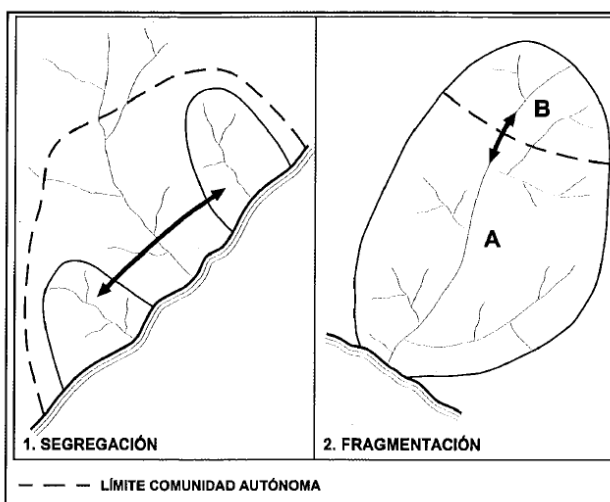 B
A
1. SEGREGACIÓN
2. FRAGMENTACIÓN
LÍMITE COMUNIDAD AUTÓNOMA